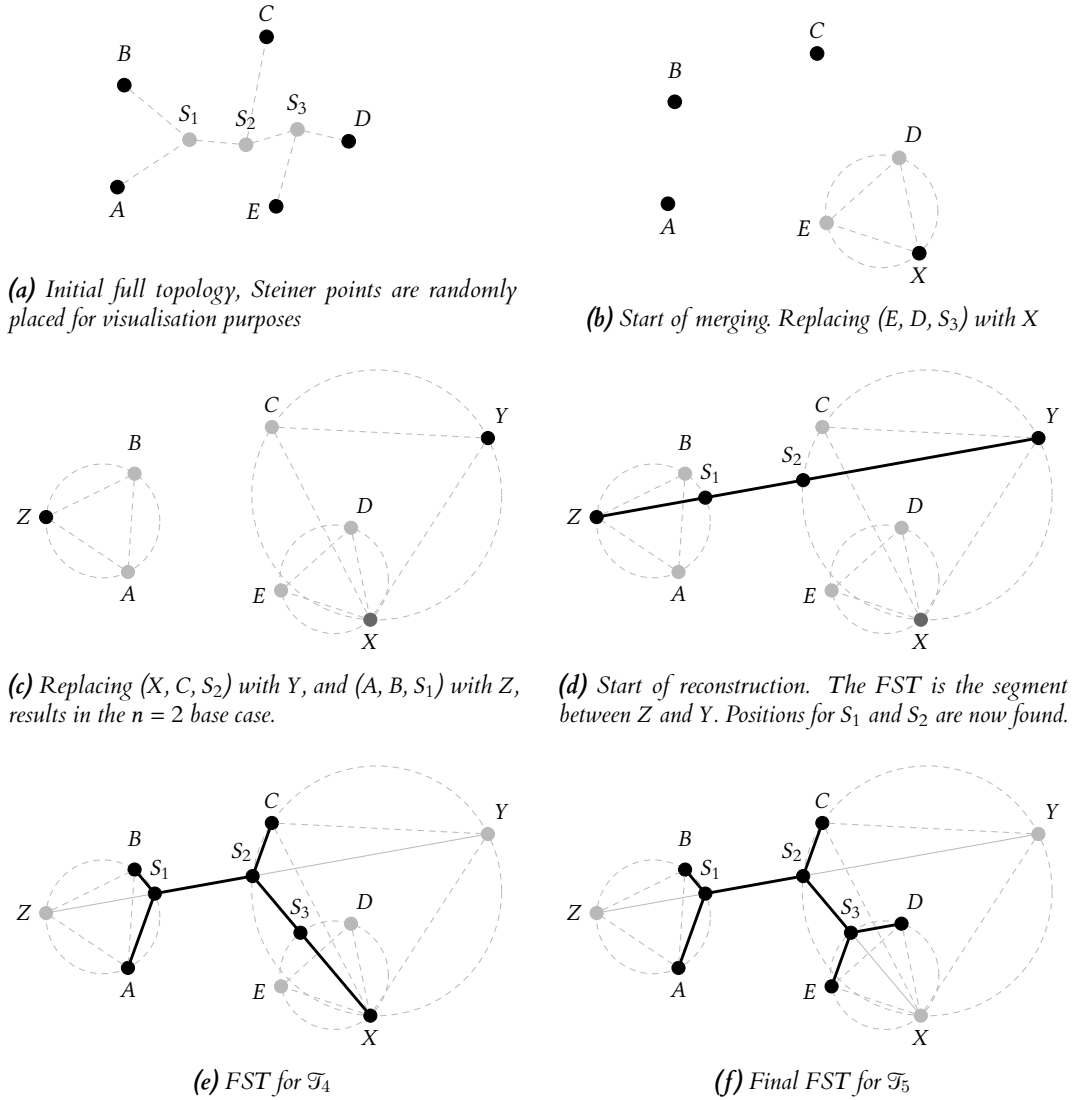 C
B
S₁
S₂
S₃
D
A
E
(a) Initial full topology, Steiner points are randomly
placed for visualisation purposes
C
B
D
A
E
X
(b) Start of merging. Replacing (E, D, S₃) with X
C
Y
B
Z
D
A
E
X
(c) Replacing (X, C, S₂) with Y, and (A, B, S₁) with Z,
results in the n = 2 base case.
C
Y
B
S₁
S₂
Z
D
A
E
X
(d) Start of reconstruction. The FST is the segment
between Z and Y. Positions for S₁ and S₂ are now found.
C
Y
B
S₁
S₂
Z
S₃
D
A
E
X
(e) FST for 𝒯₄
C
Y
B
S₁
S₂
Z
S₃
D
A
E
X
(f) Final FST for 𝒯₅